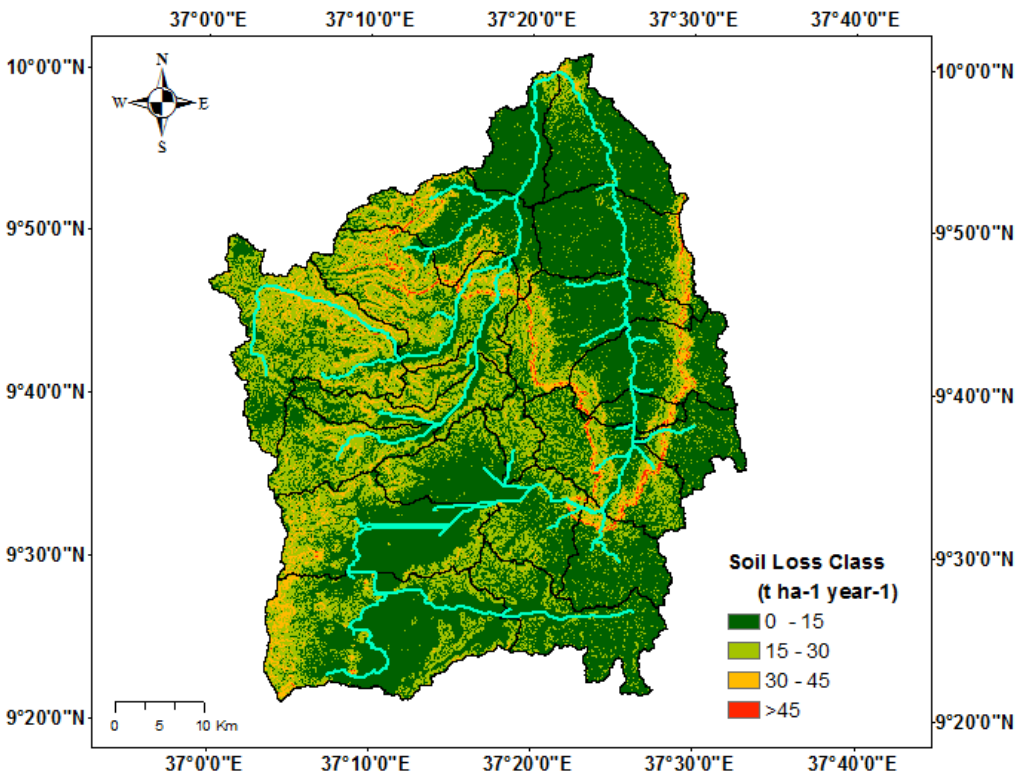 37°0'0"E 37°10'0"E 37°20'0"E 37°30'0"E 37°40'0"E
N
W E
S
10°0'0"N 10°0'0"N
9°50'0"N 9°50'0"N
9°40'0"N 9°40'0"N
9°30'0"N 9°30'0"N
Soil Loss Class
(t ha-1 year-1)
0 - 15
15 - 30
30 - 45
>45
0 5 10 Km
9°20'0"N 9°20'0"N
37°0'0"E 37°10'0"E 37°20'0"E 37°30'0"E 37°40'0"E